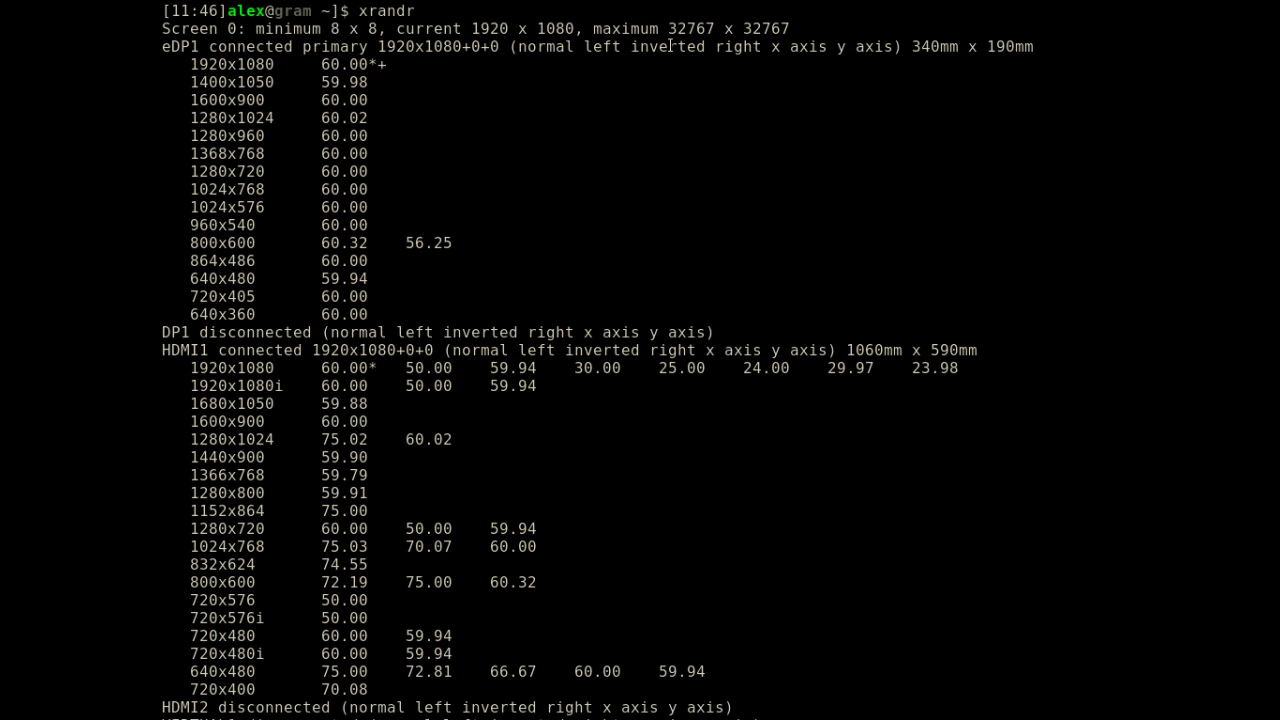 [11:46]alex@gram ~]$ xrandr
Screen 0: minimum 8 x 8, current 1920 x 1080, maximum 32767 x 32767
eDP1 connected primary 1920x1080+0+0 (normal left inverted right x axis y axis) 340mm x 190mm
1920x1080 60.00*+
1400x1050 59.98
1600x900 60.00
1280x1024 60.02
1280x960 60.00
1368x768 60.00
1280x720 60.00
1024x768 60.00
1024x576 60.00
960x540 60.00
800x600 60.32 56.25
864x486 60.00
640x480 59.94
720x405 60.00
640x360 60.00
DP1 disconnected (normal left inverted right x axis y axis)
HDMI1 connected 1920x1080+0+0 (normal left inverted right x axis y axis) 1060mm x 590mm
1920x1080 60.00* 50.00 59.94 30.00 25.00 24.00 29.97 23.98
1920x1080i 60.00 50.00 59.94
1680x1050 59.88
1600x900 60.00
1280x1024 75.02 60.02
1440x900 59.90
1366x768 59.79
1280x800 59.91
1152x864 75.00
1280x720 60.00 50.00 59.94
1024x768 75.03 70.07 60.00
832x624 74.55
800x600 72.19 75.00 60.32
720x576 50.00
720x576i 50.00
720x480 60.00 59.94
720x480i 60.00 59.94
640x480 75.00 72.81 66.67 60.00 59.94
720x400 70.08
HDMI2 disconnected (normal left inverted right x axis y axis)